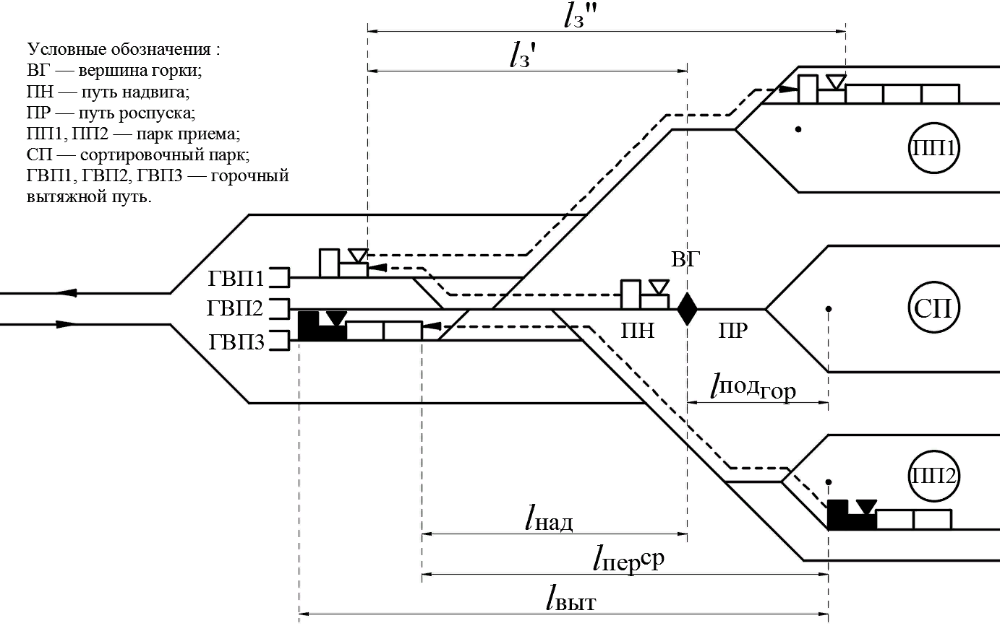 lз"
lз'
Условные обозначения :
ВГ — вершина горки;
ПН — путь надвига;
ПР — путь роспуска;
ПП1, ПП2 — парк приема;
СП — сортировочный парк;
ГВП1, ГВП2, ГВП3 — горочный
вытяжной путь.
ПП1
ВГ
ГВП1
ГВП2
СП
ГВП3
ПН
ПР
lподгор
ПП2
lнад
lперср
lвыт